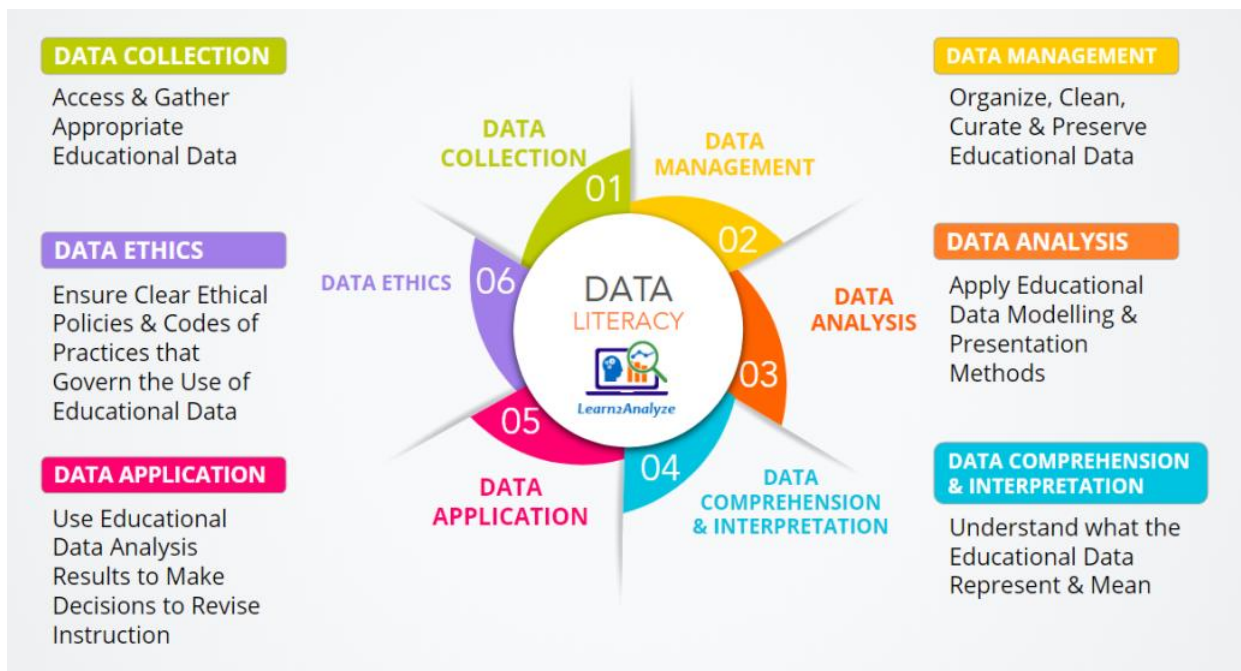 DATA COLLECTION
Access & Gather
Appropriate
Educational Data
DATA ETHICS
Ensure Clear Ethical
Policies & Codes of
Practices that
Govern the Use of
Educational Data
DATA APPLICATION
Use Educational
Data Analysis
Results to Make
Decisions to Revise
Instruction
DATA
COLLECTION
01
DATA
MANAGEMENT
02
DATA
ANALYSIS
03
DATA
COMPREHENSION
& INTERPRETATION
04
DATA
APPLICATION
05
DATA ETHICS
06
DATA
LITERACY
Learn2Analyze
DATA MANAGEMENT
Organize, Clean,
Curate & Preserve
Educational Data
DATA ANALYSIS
Apply Educational
Data Modelling &
Presentation
Methods
DATA COMPREHENSION
& INTERPRETATION
Understand what the
Educational Data
Represent & Mean